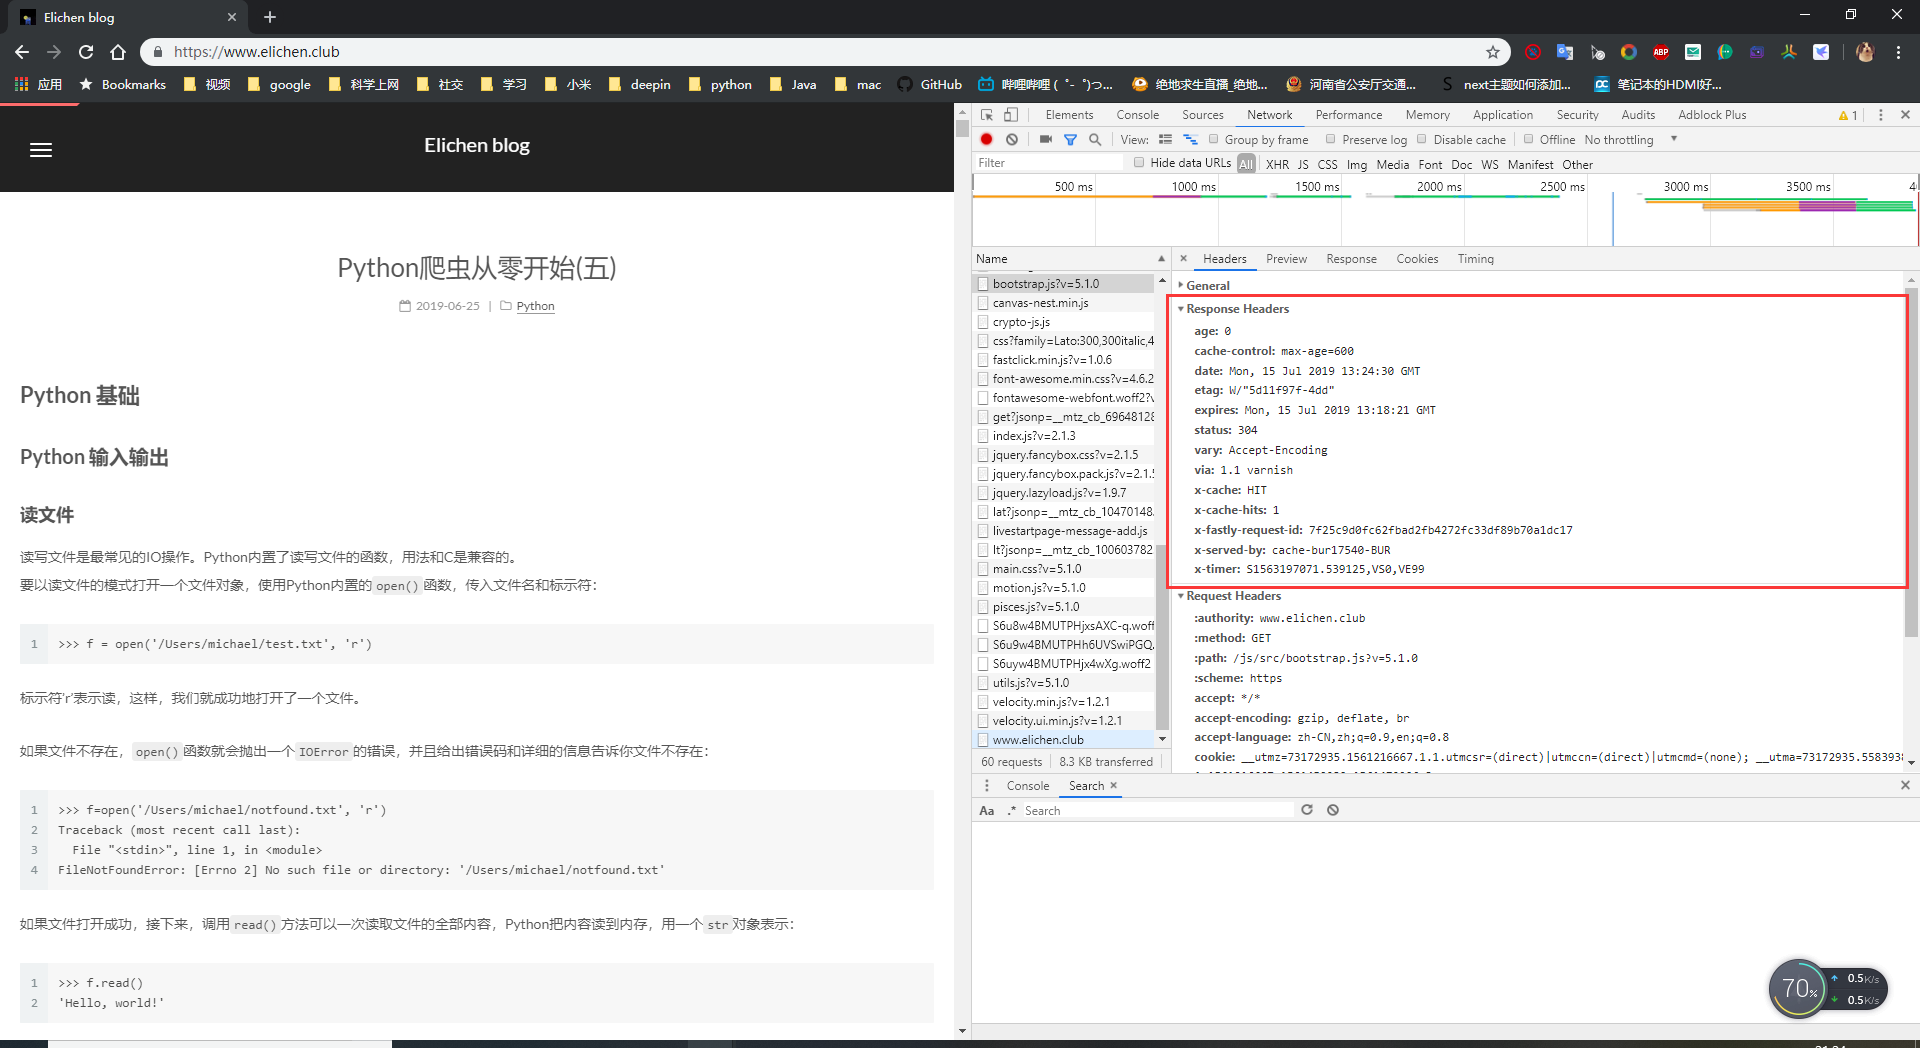 Elichen blog
https://www.elichen.club
应用 Bookmarks 视频 google 科学上网 社交 学习 小米 deepin python Java mac GitHub 哔哩哔哩 ( ゜- ゜)つ... 绝地求生直播_绝地... 河南省公安厅交通... next主题如何添加... 笔记本的HDMI好...
Elichen blog
Python爬虫从零开始(五)
2019-06-25 | Python
Python 基础
Python 输入输出
读文件
读写文件是最常见的IO操作。Python内置了读写文件的函数，用法和C是兼容的。
要以读文件的模式打开一个文件对象，使用Python内置的open()函数，传入文件名和标示符：
1 >>> f = open('/Users/michael/test.txt', 'r')
标示符'r'表示读，这样，我们就成功地打开了一个文件。
如果文件不存在，open()函数就会抛出一个IOError的错误，并且给出错误码和详细的信息告诉你文件不存在：
1 >>> f=open('/Users/michael/notfound.txt', 'r')
2 Traceback (most recent call last):
3 File "<stdin>", line 1, in <module>
4 FileNotFoundError: [Errno 2] No such file or directory: '/Users/michael/notfound.txt'
如果文件打开成功，接下来，调用read()方法可以一次读取文件的全部内容，Python把内容读到内存，用一个str对象表示：
1 >>> f.read()
2 'Hello, world!'
Elements Console Sources Network Performance Memory Application Security Audits Adblock Plus 1
View: Group by frame Preserve log Disable cache Offline No throttling
Filter Hide data URLs All XHR JS CSS Img Media Font Doc WS Manifest Other
500 ms 1000 ms 1500 ms 2000 ms 2500 ms 3000 ms 3500 ms 4
Name
bootstrap.js?v=5.1.0
canvas-nest.min.js
crypto-js.js
css?family=Lato:300,300italic,4
fastclick.min.js?v=1.0.6
font-awesome.min.css?v=4.6.2
fontawesome-webfont.woff2?v
get?jsonp=__mtz_cb_69648128
index.js?v=2.1.3
jquery.fancybox.css?v=2.1.5
jquery.fancybox.pack.js?v=2.1.5
jquery.lazyload.js?v=1.9.7
lat?jsonp=__mtz_cb_10470148
livestartpage-message-add.js
lt?jsonp=__mtz_cb_100603782
main.css?v=5.1.0
motion.js?v=5.1.0
pisces.js?v=5.1.0
S6u8w4BMUTPHjxsAXC-q.woff
S6u9w4BMUTPHh6UVSwiPGQ.
S6uyw4BMUTPHjx4wXg.woff2
utils.js?v=5.1.0
velocity.min.js?v=1.2.1
velocity.ui.min.js?v=1.2.1
www.elichen.club
60 requests 8.3 KB transferred
Headers Preview Response Cookies Timing
General
Response Headers
age: 0
cache-control: max-age=600
date: Mon, 15 Jul 2019 13:24:30 GMT
etag: W/"5d11f97f-4dd"
expires: Mon, 15 Jul 2019 13:18:21 GMT
status: 304
vary: Accept-Encoding
via: 1.1 varnish
x-cache: HIT
x-cache-hits: 1
x-fastly-request-id: 7f25c9d0fc62fbad2fb4272fc33df89b70a1dc17
x-served-by: cache-bur17540-BUR
x-timer: S1563197071.539125,VS0,VE99
Request Headers
:authority: www.elichen.club
:method: GET
:path: /js/src/bootstrap.js?v=5.1.0
:scheme: https
accept: */*
accept-encoding: gzip, deflate, br
accept-language: zh-CN,zh;q=0.9,en;q=0.8
cookie: __utmz=73172935.1561216667.1.1.utmcsr=(direct)|utmccn=(direct)|utmcmd=(none); __utma=73172935.558393
Console Search
Aa .* Search
70% 0.5K/s
0.5K/s